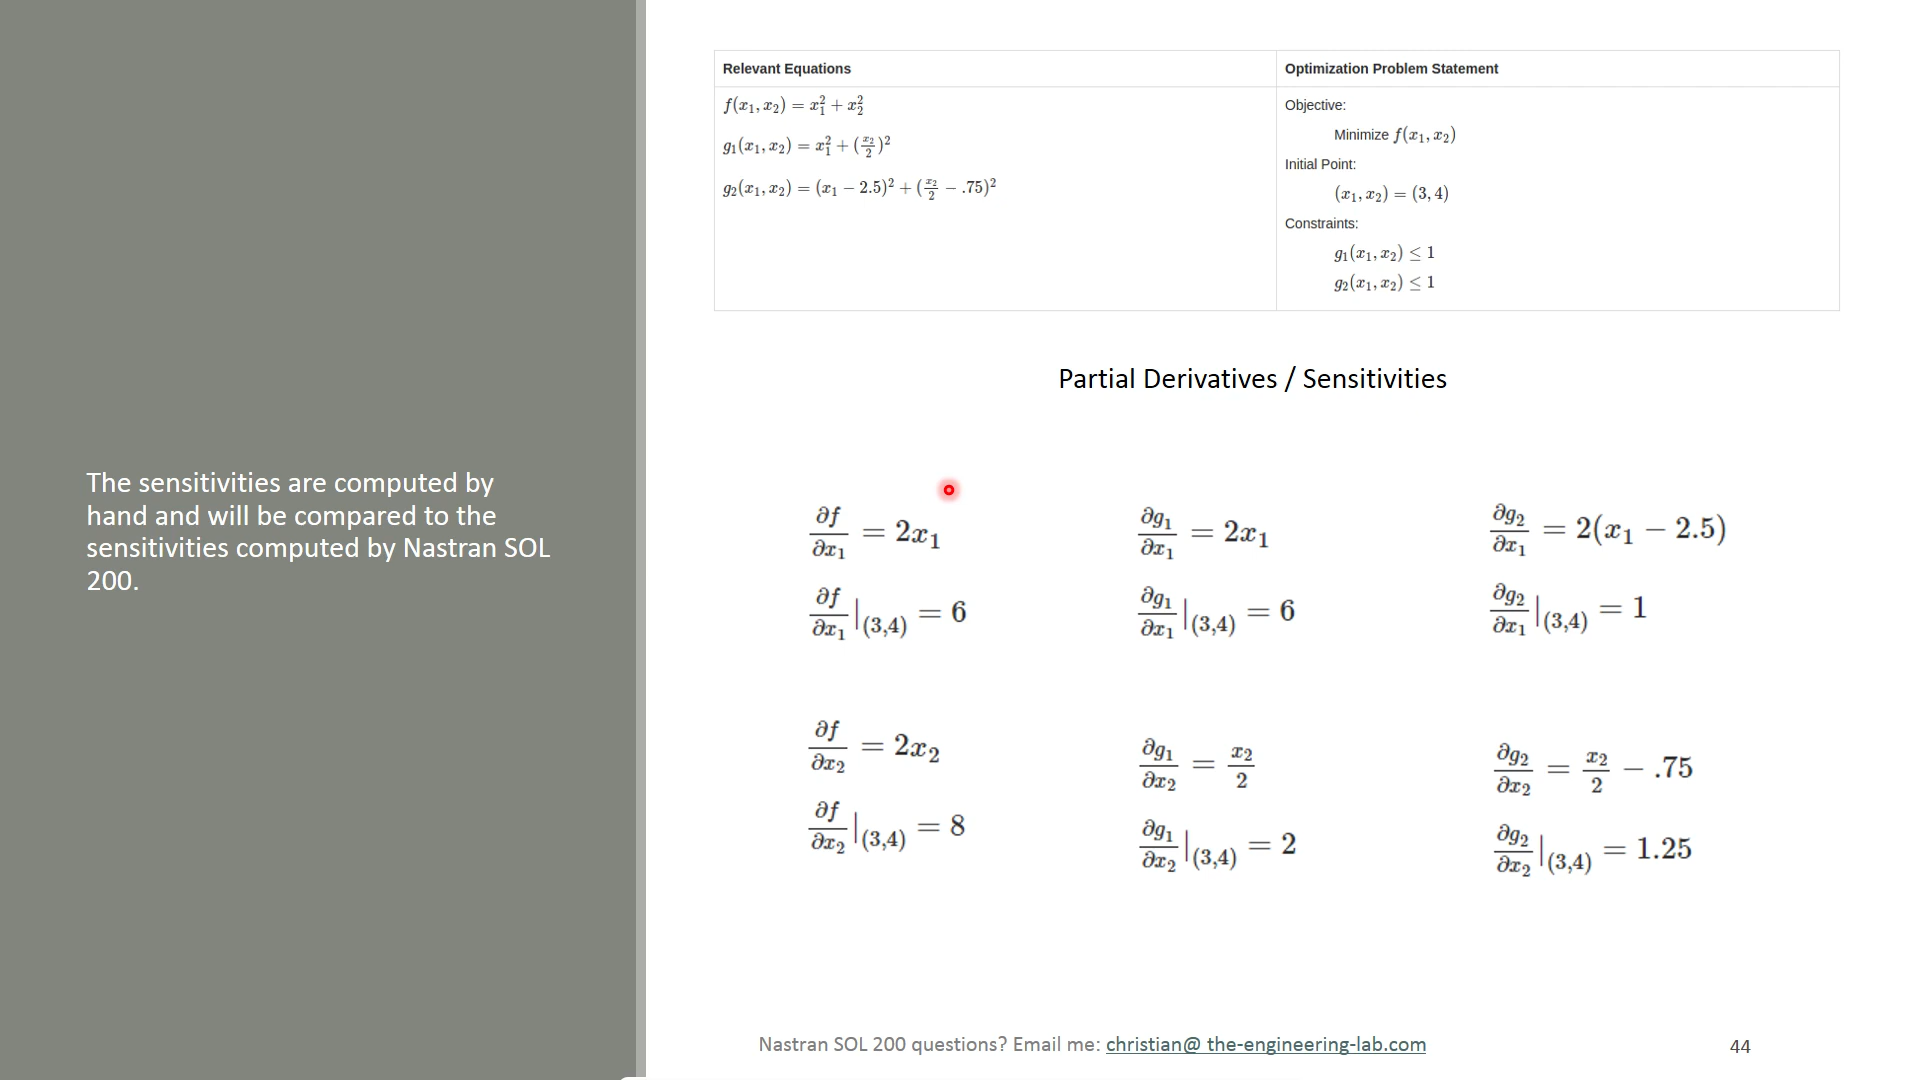 The sensitivities are computed by
hand and will be compared to the
sensitivities computed by Nastran SOL
200.
Relevant Equations
f(x₁, x₂) = x₁² + x₂²
g₁(x₁, x₂) = x₁² + (x₂/2)²
g₂(x₁, x₂) = (x₁ − 2.5)² + (x₂/2 − .75)²
Optimization Problem Statement
Objective:
Minimize f(x₁, x₂)
Initial Point:
(x₁, x₂) = (3, 4)
Constraints:
g₁(x₁, x₂) ≤ 1
g₂(x₁, x₂) ≤ 1
Partial Derivatives / Sensitivities
∂f/∂x₁ = 2x₁
∂f/∂x₁ |(3,4) = 6
∂g₁/∂x₁ = 2x₁
∂g₁/∂x₁ |(3,4) = 6
∂g₂/∂x₁ = 2(x₁ − 2.5)
∂g₂/∂x₁ |(3,4) = 1
∂f/∂x₂ = 2x₂
∂f/∂x₂ |(3,4) = 8
∂g₁/∂x₂ = x₂/2
∂g₁/∂x₂ |(3,4) = 2
∂g₂/∂x₂ = x₂/2 − .75
∂g₂/∂x₂ |(3,4) = 1.25
Nastran SOL 200 questions? Email me: christian@ the-engineering-lab.com
44